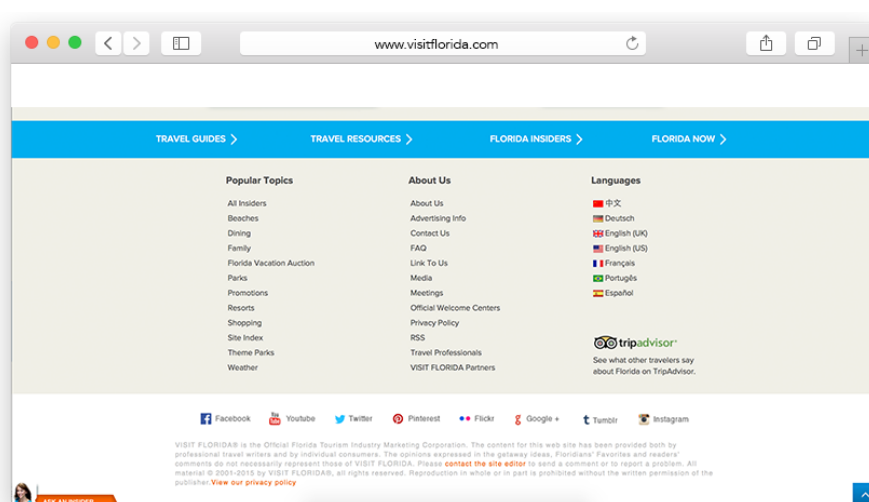 www.visitflorida.com
TRAVEL GUIDES
TRAVEL RESOURCES
FLORIDA INSIDERS
FLORIDA NOW
Popular Topics
All Insiders
Beaches
Dining
Family
Florida Vacation Auction
Parks
Promotions
Resorts
Shopping
Site Index
Theme Parks
Weather
About Us
About Us
Advertising Info
Contact Us
FAQ
Link To Us
Media
Meetings
Official Welcome Centers
Privacy Policy
RSS
Travel Professionals
VISIT FLORIDA Partners
Languages
中文
Deutsch
English (UK)
English (US)
Français
Portugês
Español
tripadvisor
See what other travelers say
about Florida on TripAdvisor.
Facebook
Youtube
Twitter
Pinterest
Flickr
Google +
Tumblr
Instagram
VISIT FLORIDA® is the Official Florida Tourism Industry Marketing Corporation. The content for this web site has been provided both by
professional travel writers and by individual consumers. The opinions expressed in the getaway ideas, Floridians' Favorites and readers'
comments do not necessarily represent those of VISIT FLORIDA. Please contact the site editor to send a comment or to report a problem. All
material © 2001-2015 by VISIT FLORIDA®, all rights reserved. Reproduction in whole or in part is prohibited without the written permission of the
publisher.View our privacy policy.
ASK AN INSIDER